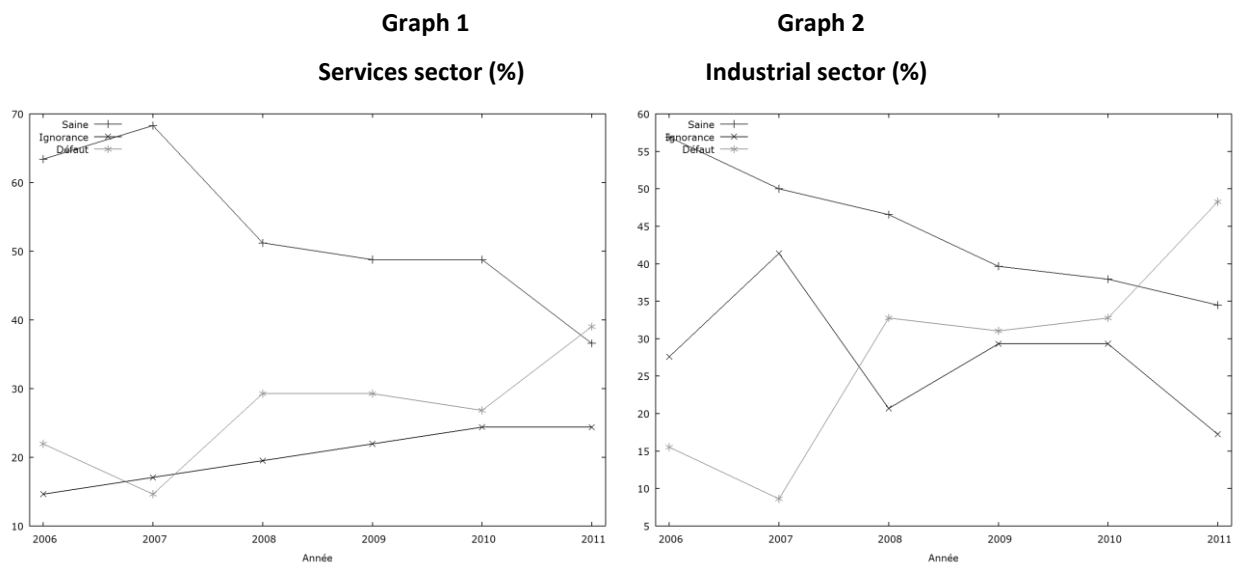 Graph 1 Graph 2
Services sector (%) Industrial sector (%)
Saine
Ignorance
Défaut
70
60
50
40
30
20
10
2006 2007 2008 2009 2010 2011
Année
Saine
Ignorance
Défaut
60
55
50
45
40
35
30
25
20
15
10
5
2006 2007 2008 2009 2010 2011
Année